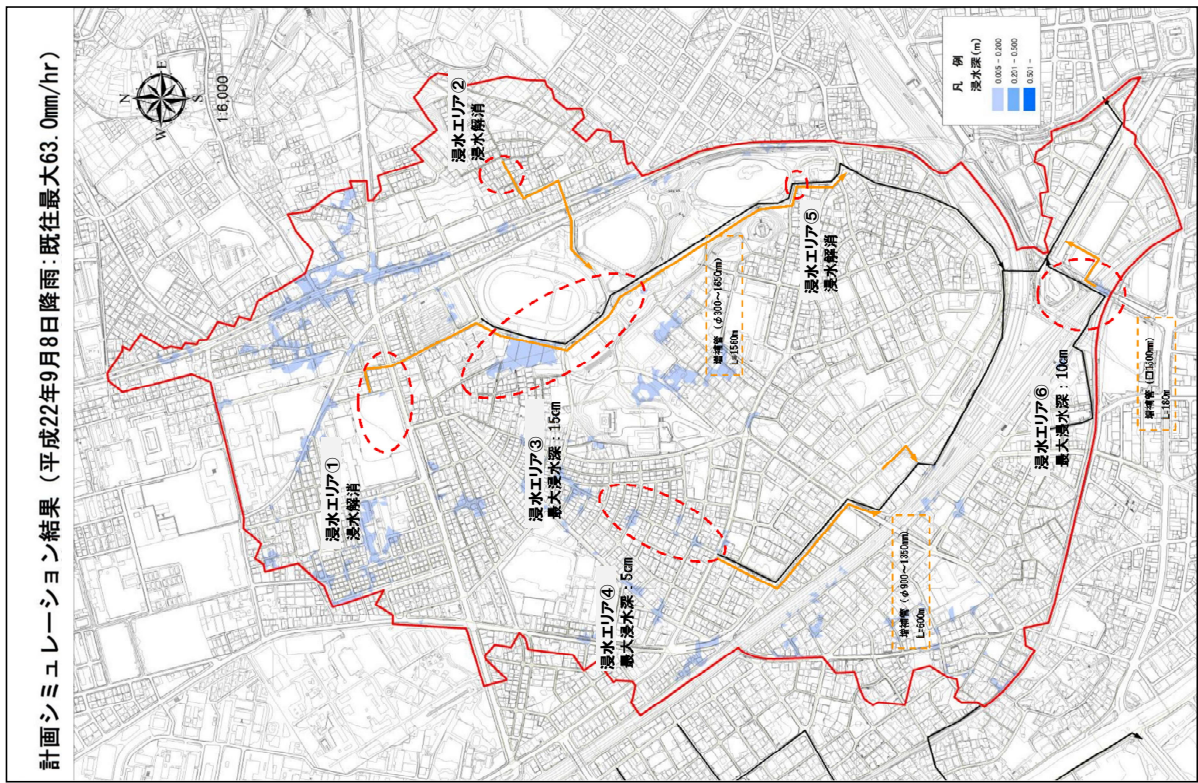 計画シミュレーション結果（平成22年9月8日降雨：既往最大63.0mm/hr）
N
E
S
W
1:6,000
浸水エリア②
浸水解消
凡 例
浸水深(m)
0.005 - 0.200
0.201 - 0.500
0.501 -
浸水エリア①
浸水解消
浸水エリア③
最大浸水深：15cm
浸水エリア④
最大浸水深：5cm
浸水エリア⑤
浸水解消
浸水エリア⑥
最大浸水深：10cm
増補管（φ300～1650mm）
L=1560m
増補管（φ900～1350mm）
L=600m
L=180m